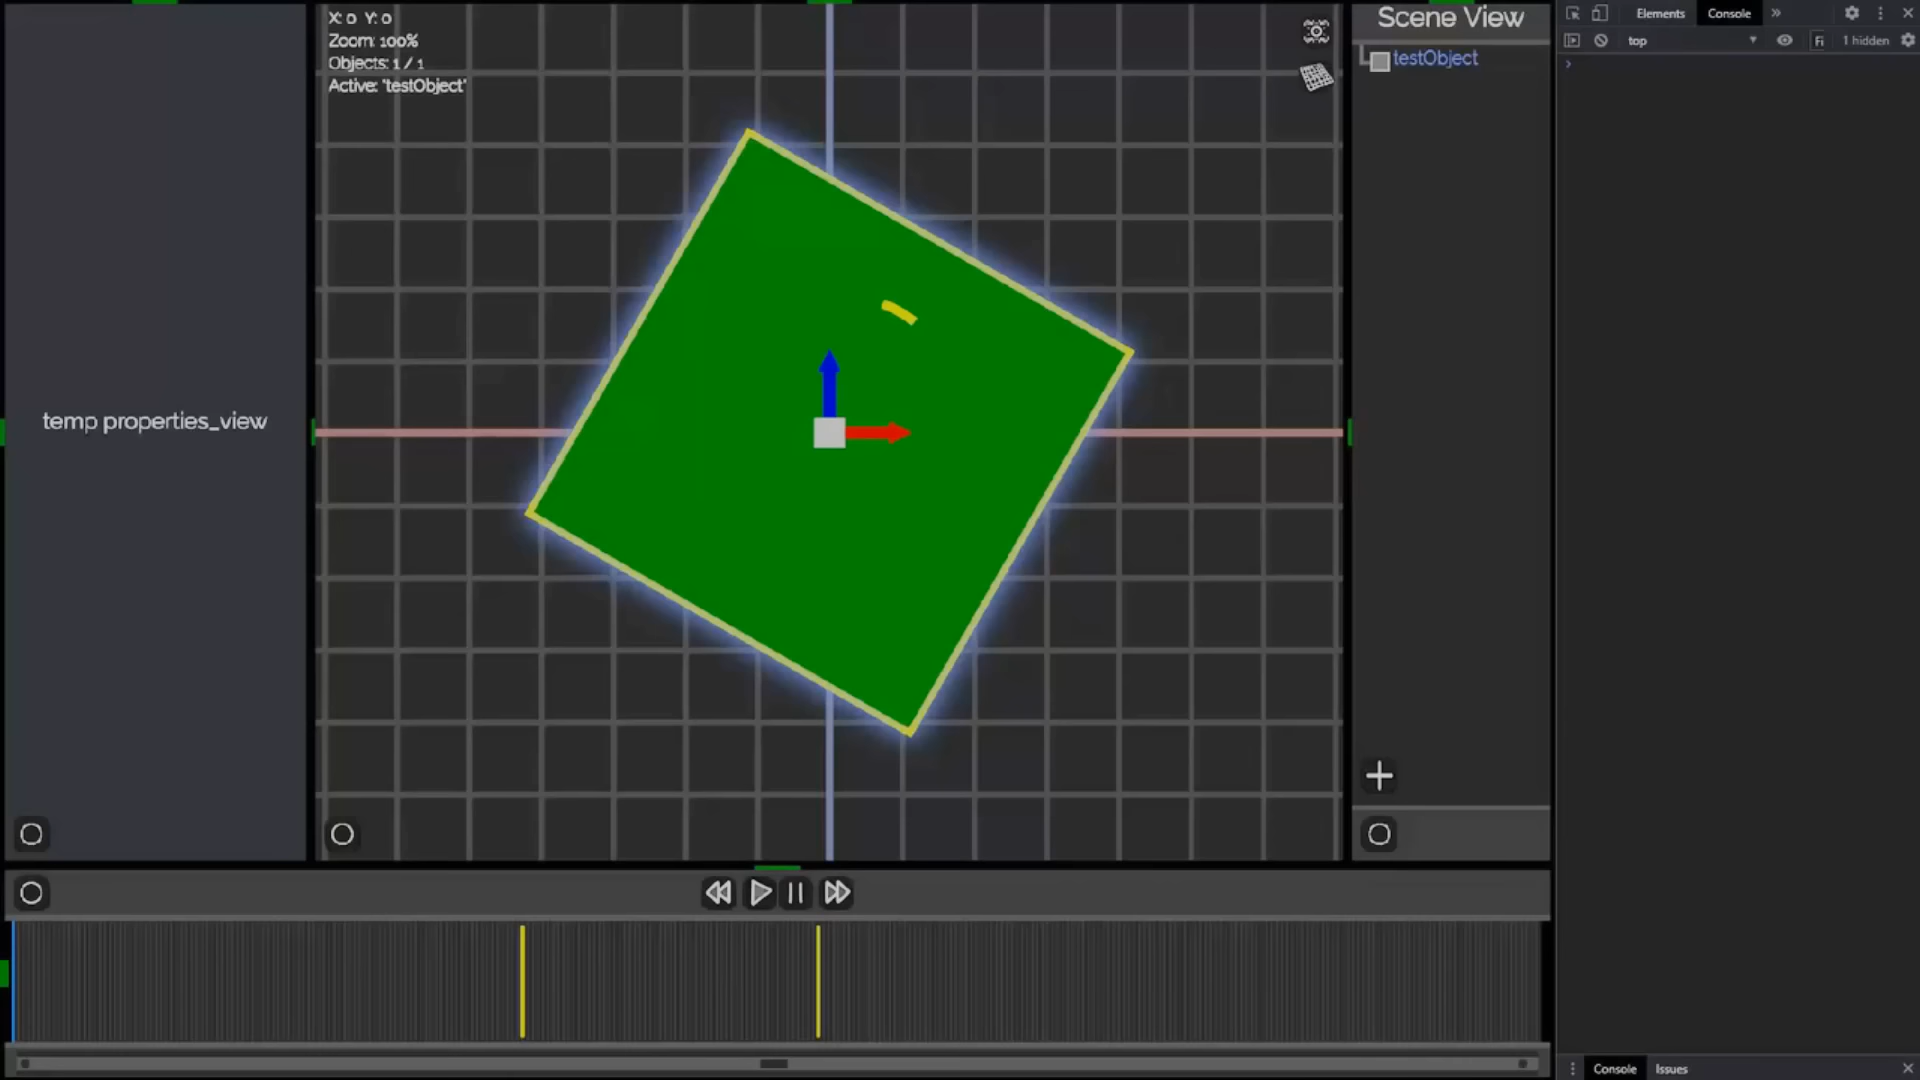 X: 0 Y: 0
Zoom: 100%
Objects: 1 / 1
Active: 'testObject'
temp properties_view
Scene View
testObject
Elements
Console
»
top
Fi
1 hidden
Console
Issues